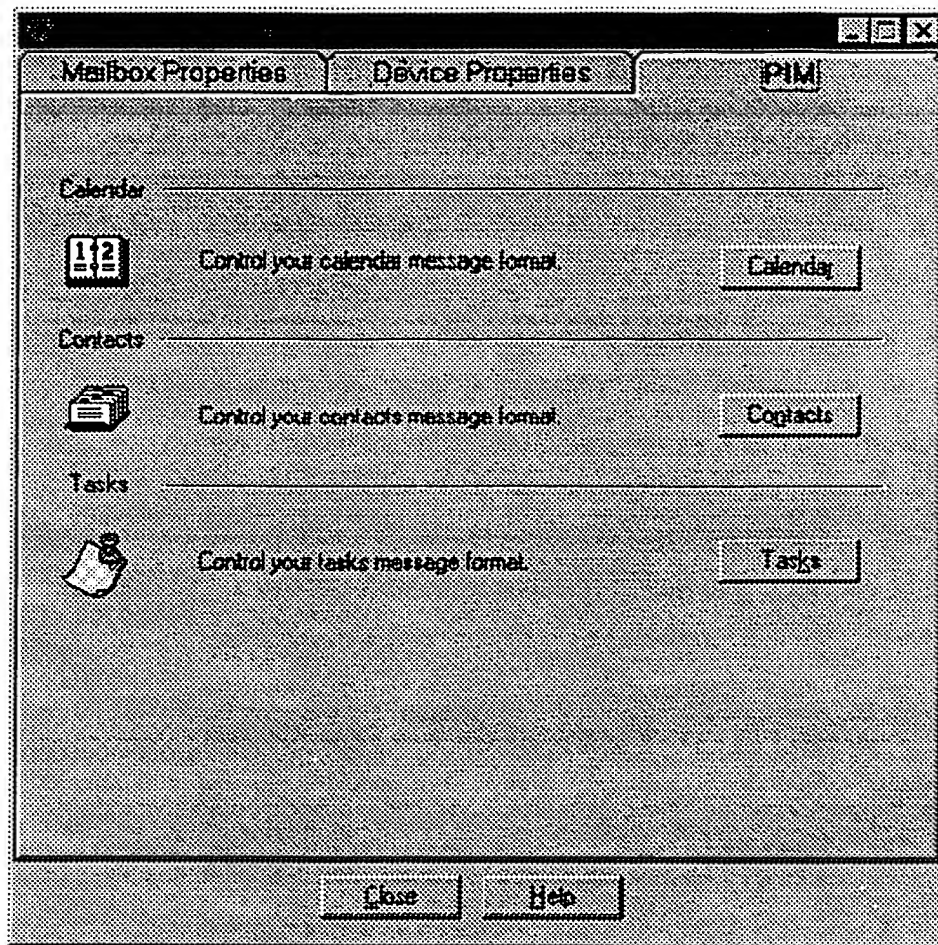 Mailbox Properties Device Properties PIM
Calendar
12
Control your calendar message format. Calendar
Contacts
Control your contacts message format. Contacts
Tasks
Control your tasks message format. Tasks
Close Help